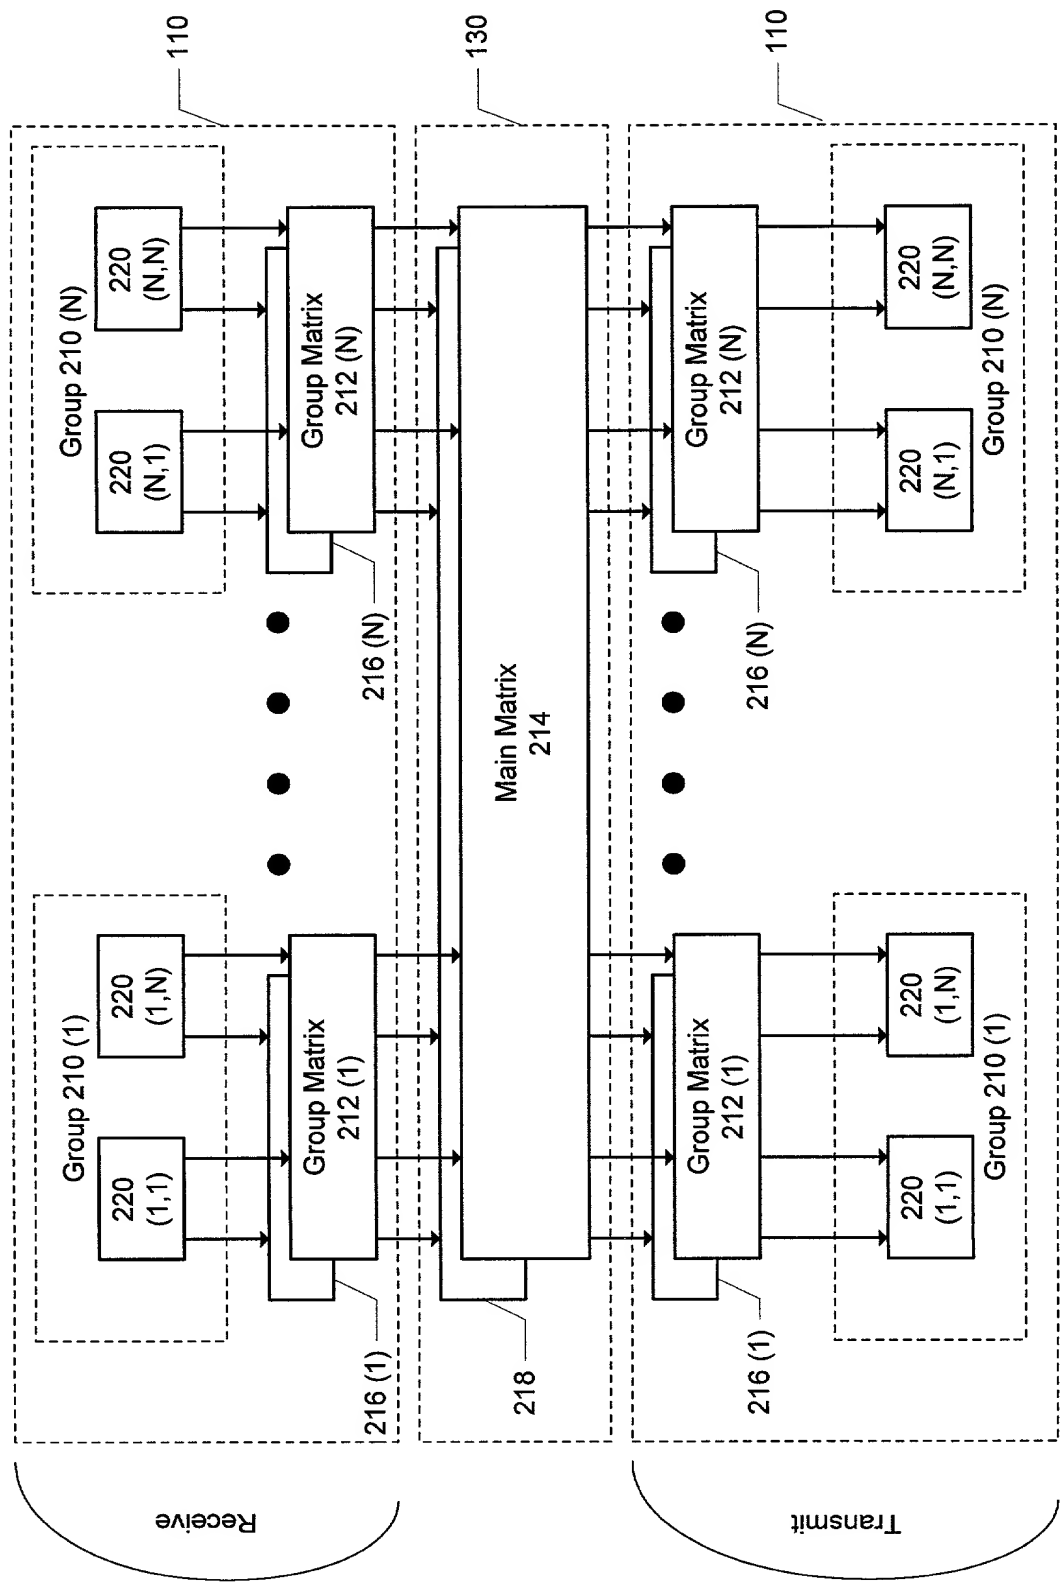 110
130
110
Group 210 (N)
220
(N,1)
220
(N,N)
Group Matrix
212 (N)
216 (N)
Main Matrix
214
Group Matrix
212 (N)
216 (N)
220
(N,1)
220
(N,N)
Group 210 (N)
Group 210 (1)
220
(1,1)
220
(1,N)
Group Matrix
212 (1)
216 (1)
218
Group Matrix
212 (1)
216 (1)
220
(1,1)
220
(1,N)
Group 210 (1)
Receive
Transmit